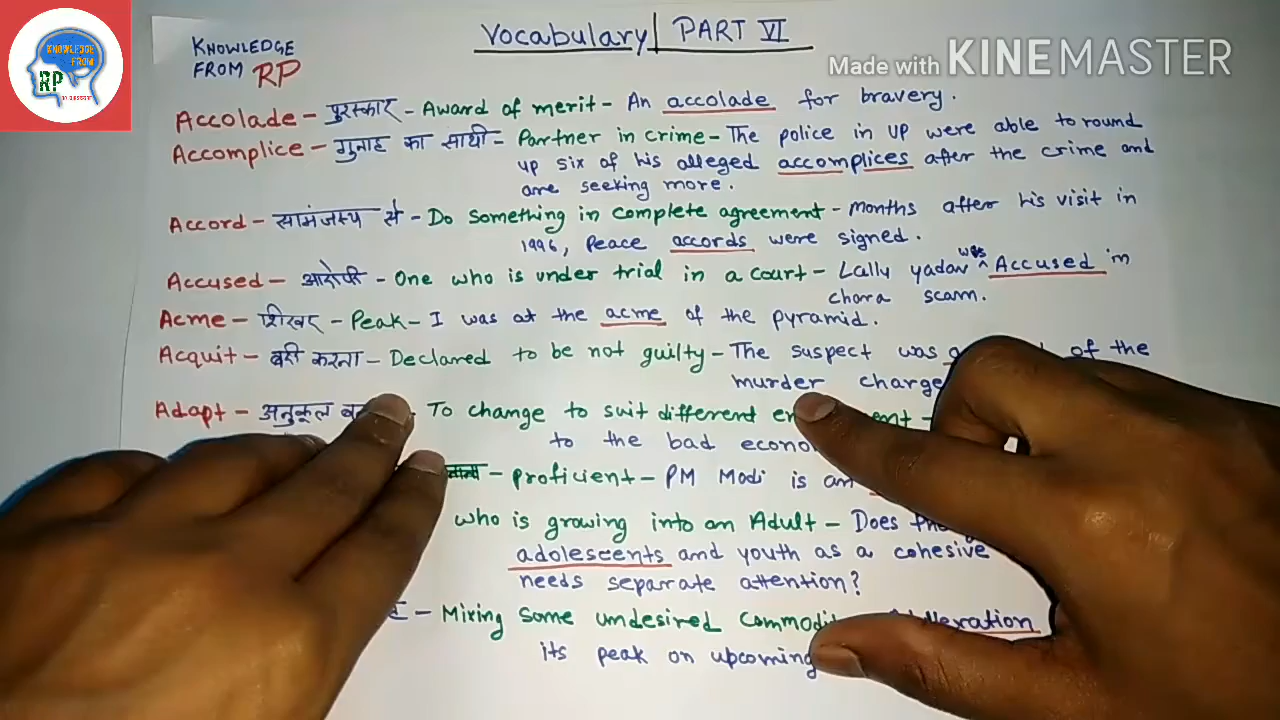 KNOWLEDGE FROM
RP
TO SUBSCRIBE
KNOWLEDGE
FROM RP
Vocabulary | PART VI
Made with KINEMASTER
Accolade – पुरस्कार – Award of merit – An accolade for bravery.
Accomplice – गुनाह का साथी – Partner in crime – The police in UP were able to round
up six of his alleged accomplices after the crime and
are seeking more.
Accord – सामंजस्य से – Do something in complete agreement – Months after his visit in
1996, Peace accords were signed.
Accused – आरोपी – One who is under trial in a court – Lally yadav was Accused in
chara scam.
Acme – शिखर – Peak – I was at the acme of the pyramid.
Acquit – बरी करना – Declared to be not guilty – The suspect was of the
murder charge
Adapt – अनुकूल – To change to suit different
to the bad
– proficient – PM Modi is an
who is growing into an Adult – Does
adolescents and youth as a cohesive
needs separate attention?
– Mixing some undesired
its peak on upcoming